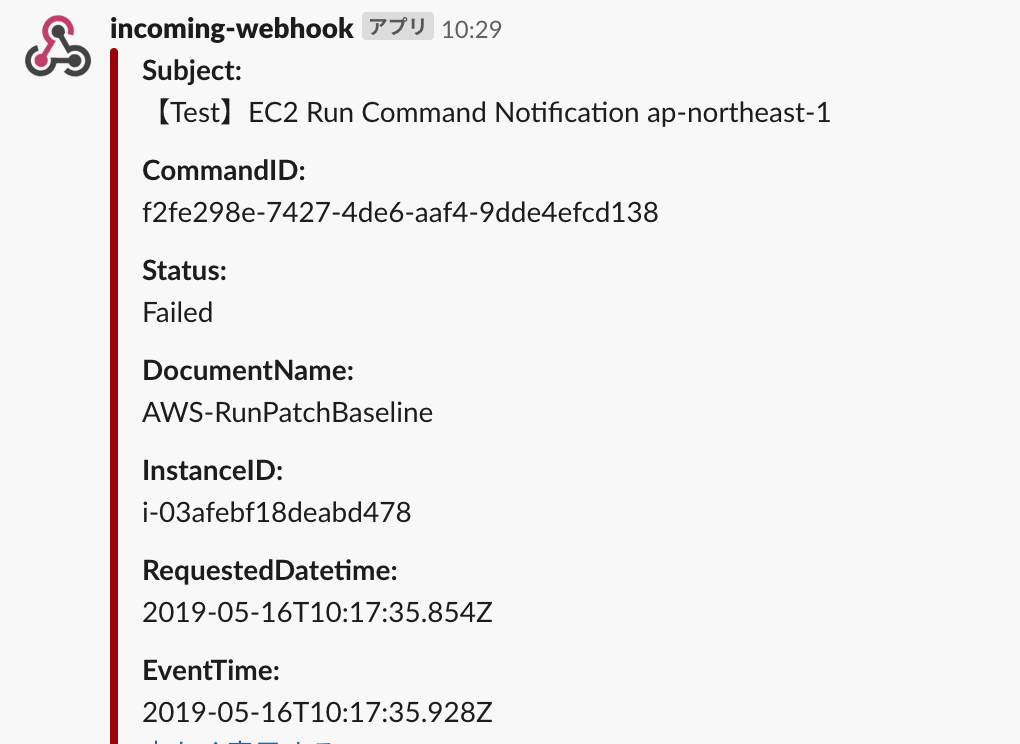 incoming-webhook アプリ 10:29
Subject:
【Test】EC2 Run Command Notification ap-northeast-1
CommandID:
f2fe298e-7427-4de6-aaf4-9dde4efcd138
Status:
Failed
DocumentName:
AWS-RunPatchBaseline
InstanceID:
i-03afebf18deabd478
RequestedDatetime:
2019-05-16T10:17:35.854Z
EventTime:
2019-05-16T10:17:35.928Z